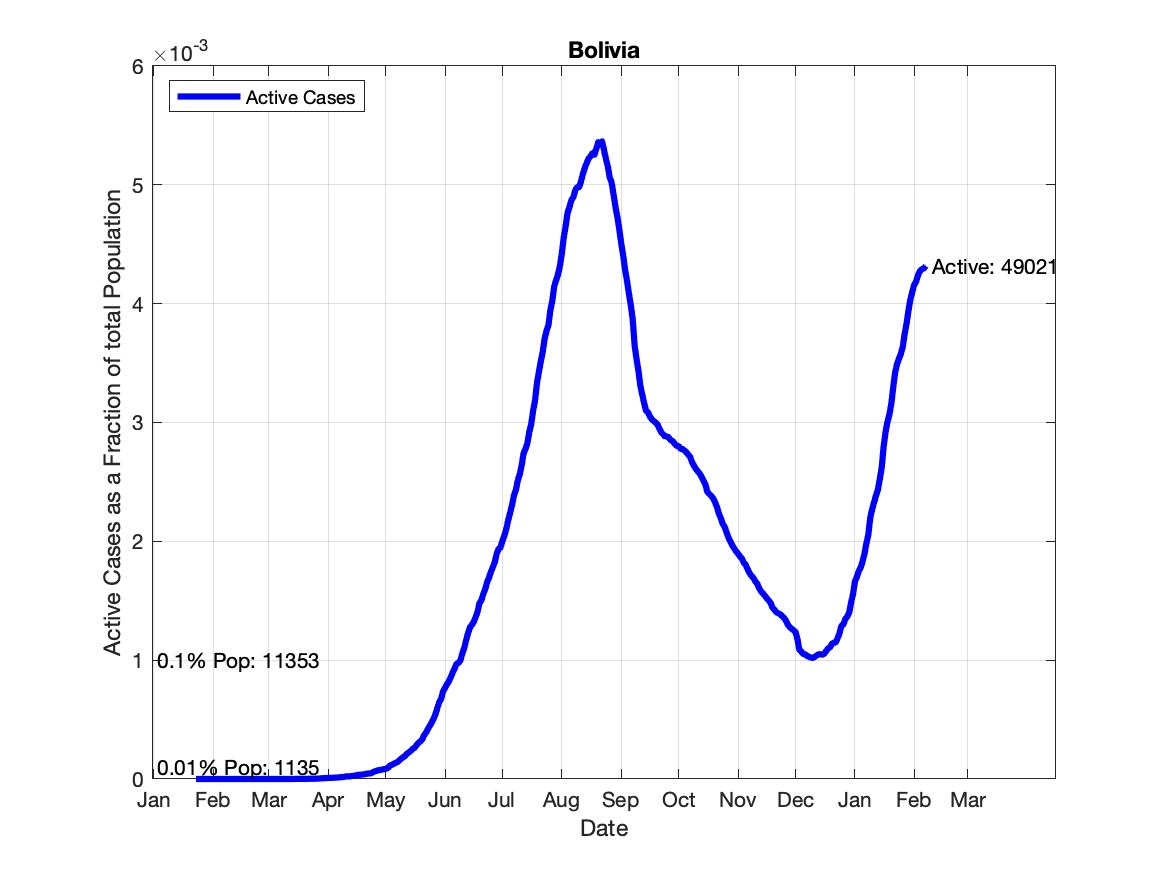 Bolivia
×10⁻³
Active Cases
6
5
4
3
2
1
0
Active Cases as a Fraction of total Population
Active: 49021
0.1% Pop: 11353
0.01% Pop: 1135
Jan Feb Mar Apr May Jun Jul Aug Sep Oct Nov Dec Jan Feb Mar
Date